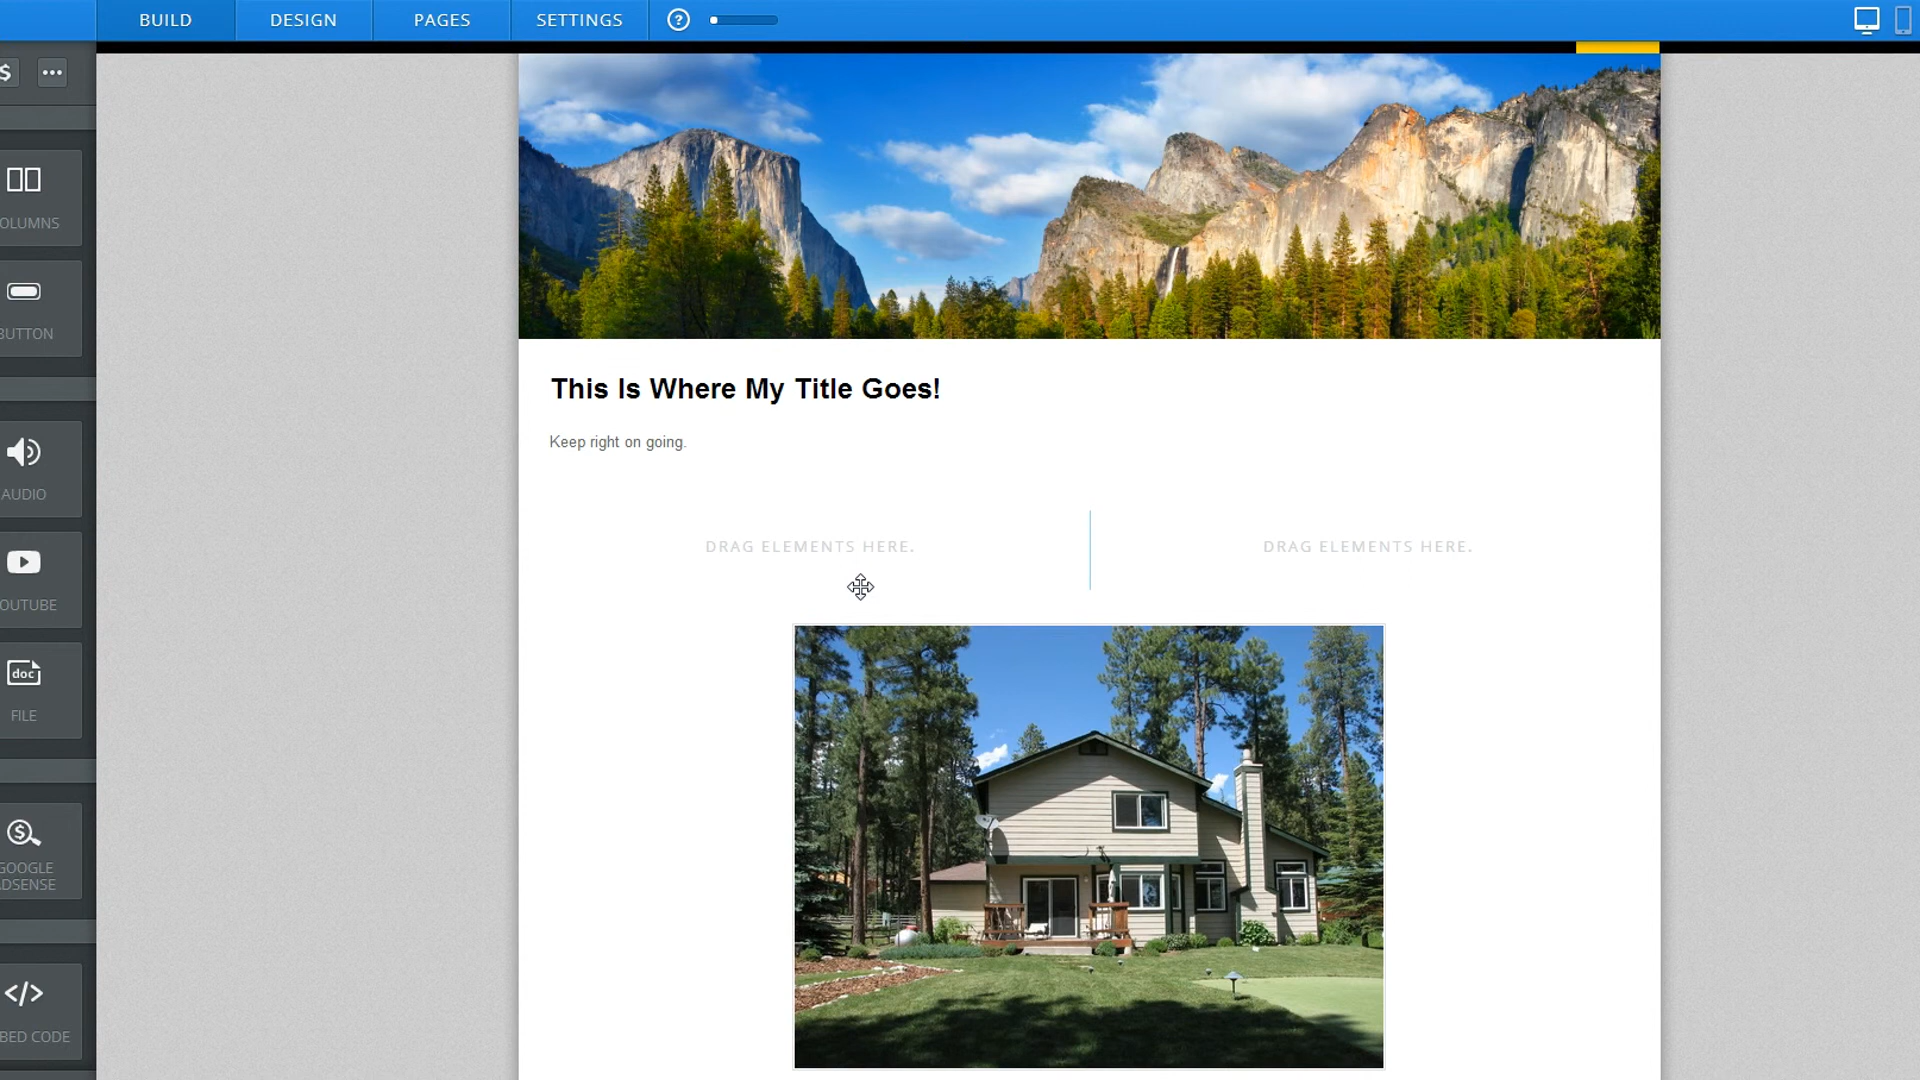 BUILD
DESIGN
PAGES
SETTINGS
?
$
OLUMNS
BUTTON
AUDIO
OUTUBE
doc
FILE
$
GOOGLE
DSENSE
</>
BED CODE
This Is Where My Title Goes!
Keep right on going.
DRAG ELEMENTS HERE.
DRAG ELEMENTS HERE.